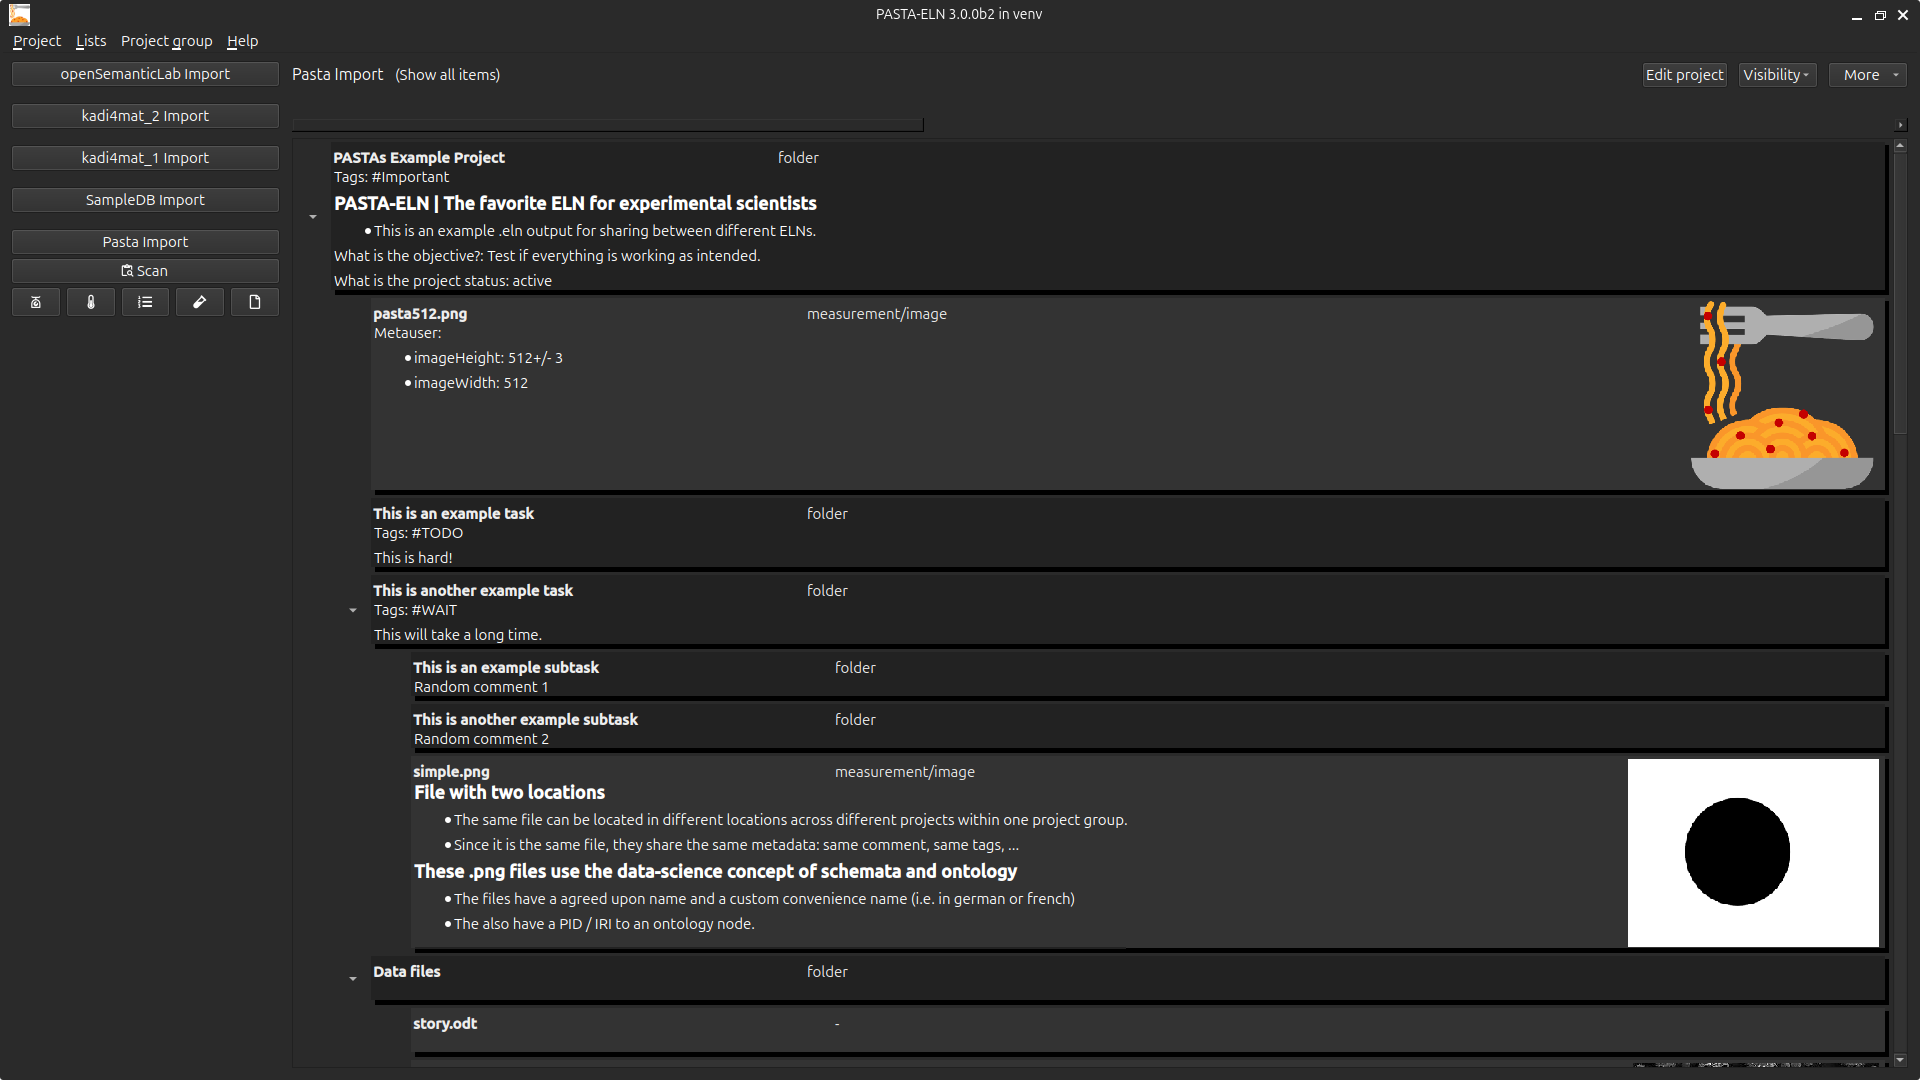 PASTA-ELN 3.0.0b2 in venv
Project Lists Project group Help
openSemanticLab Import
kadi4mat_2 Import
kadi4mat_1 Import
SampleDB Import
Pasta Import
Scan
Pasta Import (Show all items)
Edit project Visibility More
PASTAs Example Project folder
Tags: #Important
PASTA-ELN | The favorite ELN for experimental scientists
This is an example .eln output for sharing between different ELNs.
What is the objective?: Test if everything is working as intended.
What is the project status: active
pasta512.png measurement/image
Metauser:
imageHeight: 512+/- 3
imageWidth: 512
This is an example task folder
Tags: #TODO
This is hard!
This is another example task folder
Tags: #WAIT
This will take a long time.
This is an example subtask folder
Random comment 1
This is another example subtask folder
Random comment 2
simple.png measurement/image
File with two locations
The same file can be located in different locations across different projects within one project group.
Since it is the same file, they share the same metadata: same comment, same tags, ...
These .png files use the data-science concept of schemata and ontology
The files have a agreed upon name and a custom convenience name (i.e. in german or french)
The also have a PID / IRI to an ontology node.
Data files folder
story.odt -